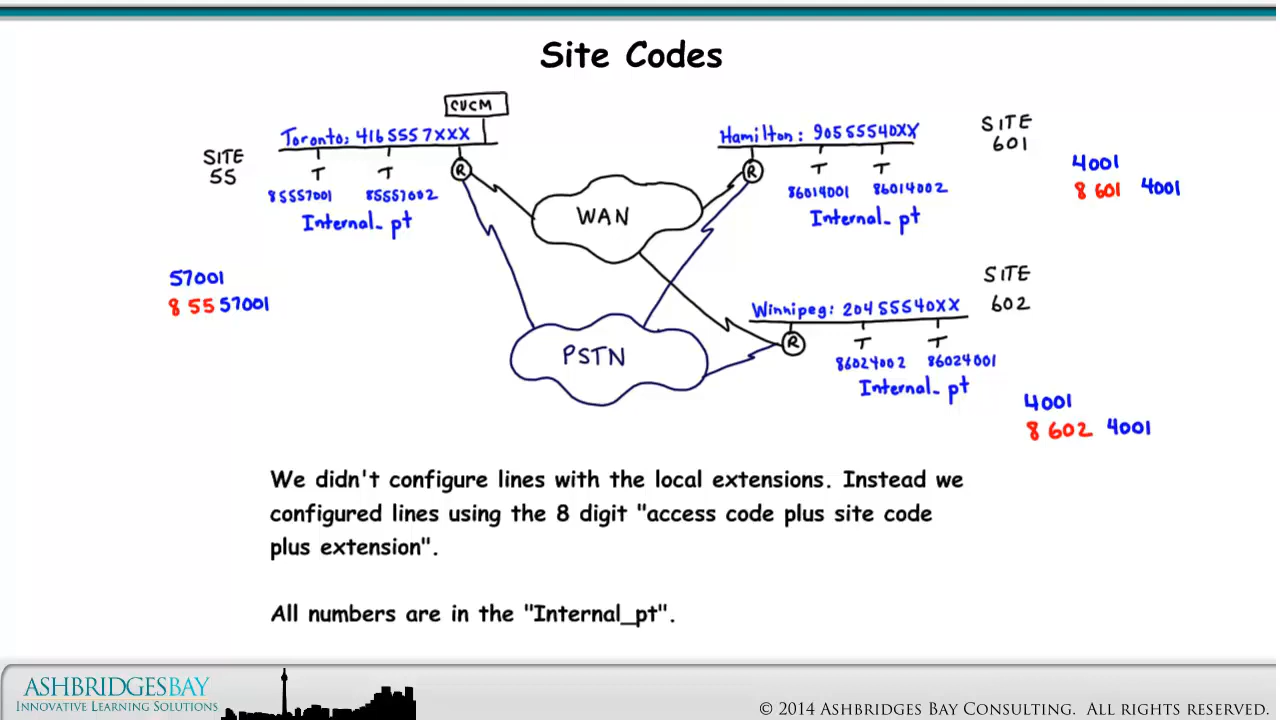 Site Codes
CUCM
Toronto: 4165557XXX
SITE
55
T T R
85557001 85557002
Internal_pt
57001
8 55 57001
WAN
PSTN
Hamilton: 90555540XX
SITE
601
R T T
86014001 86014002
Internal_pt
4001
8 601 4001
SITE
602
Winnipeg: 20455540XX
R T T
86024002 86024001
Internal_pt
4001
8 602 4001
We didn't configure lines with the local extensions. Instead we
configured lines using the 8 digit "access code plus site code
plus extension".
All numbers are in the "Internal_pt".
ASHBRIDGESBAY
INNOVATIVE LEARNING SOLUTIONS
© 2014 ASHBRIDGES BAY CONSULTING. ALL RIGHTS RESERVED.